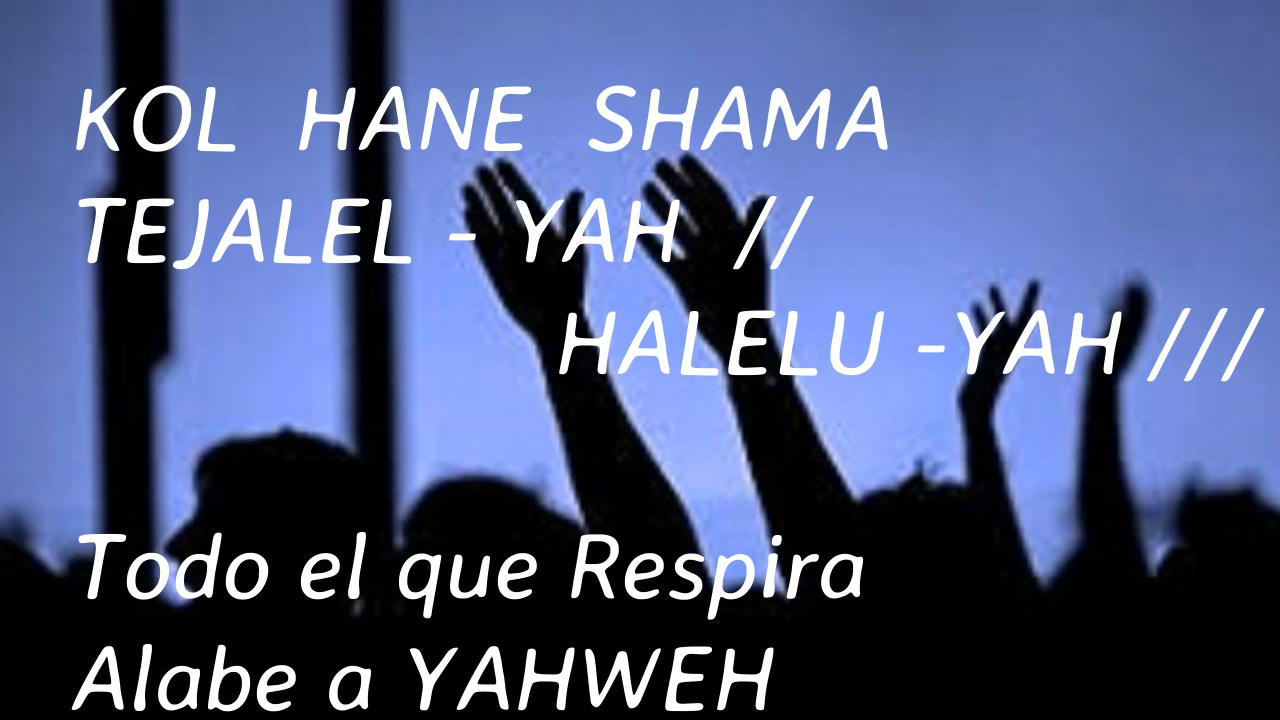 KOL HANE SHAMA
TEJALEL - YAH //
HALELU -YAH ///
Todo el que Respira
Alabe a YAHWEH